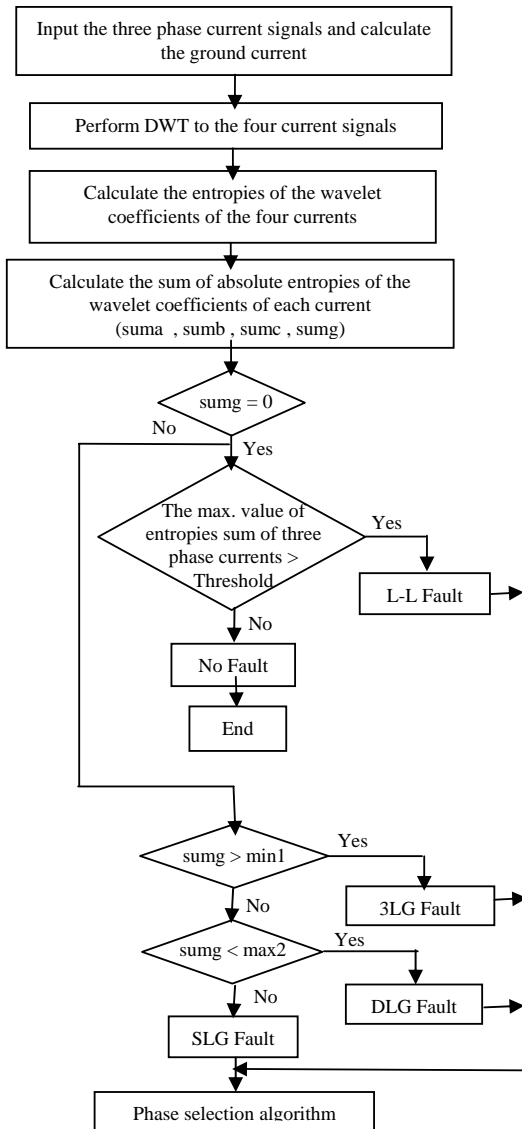 Input the three phase current signals and calculate
the ground current
Perform DWT to the four current signals
Calculate the entropies of the wavelet
coefficients of the four currents
Calculate the sum of absolute entropies of the
wavelet coefficients of each current
(suma , sumb , sumc , sumg)
sumg = 0
No
Yes
The max. value of
entropies sum of three
phase currents >
Threshold
Yes
L-L Fault
No
No Fault
End
sumg > min1
Yes
3LG Fault
No
sumg < max2
Yes
DLG Fault
No
SLG Fault
Phase selection algorithm